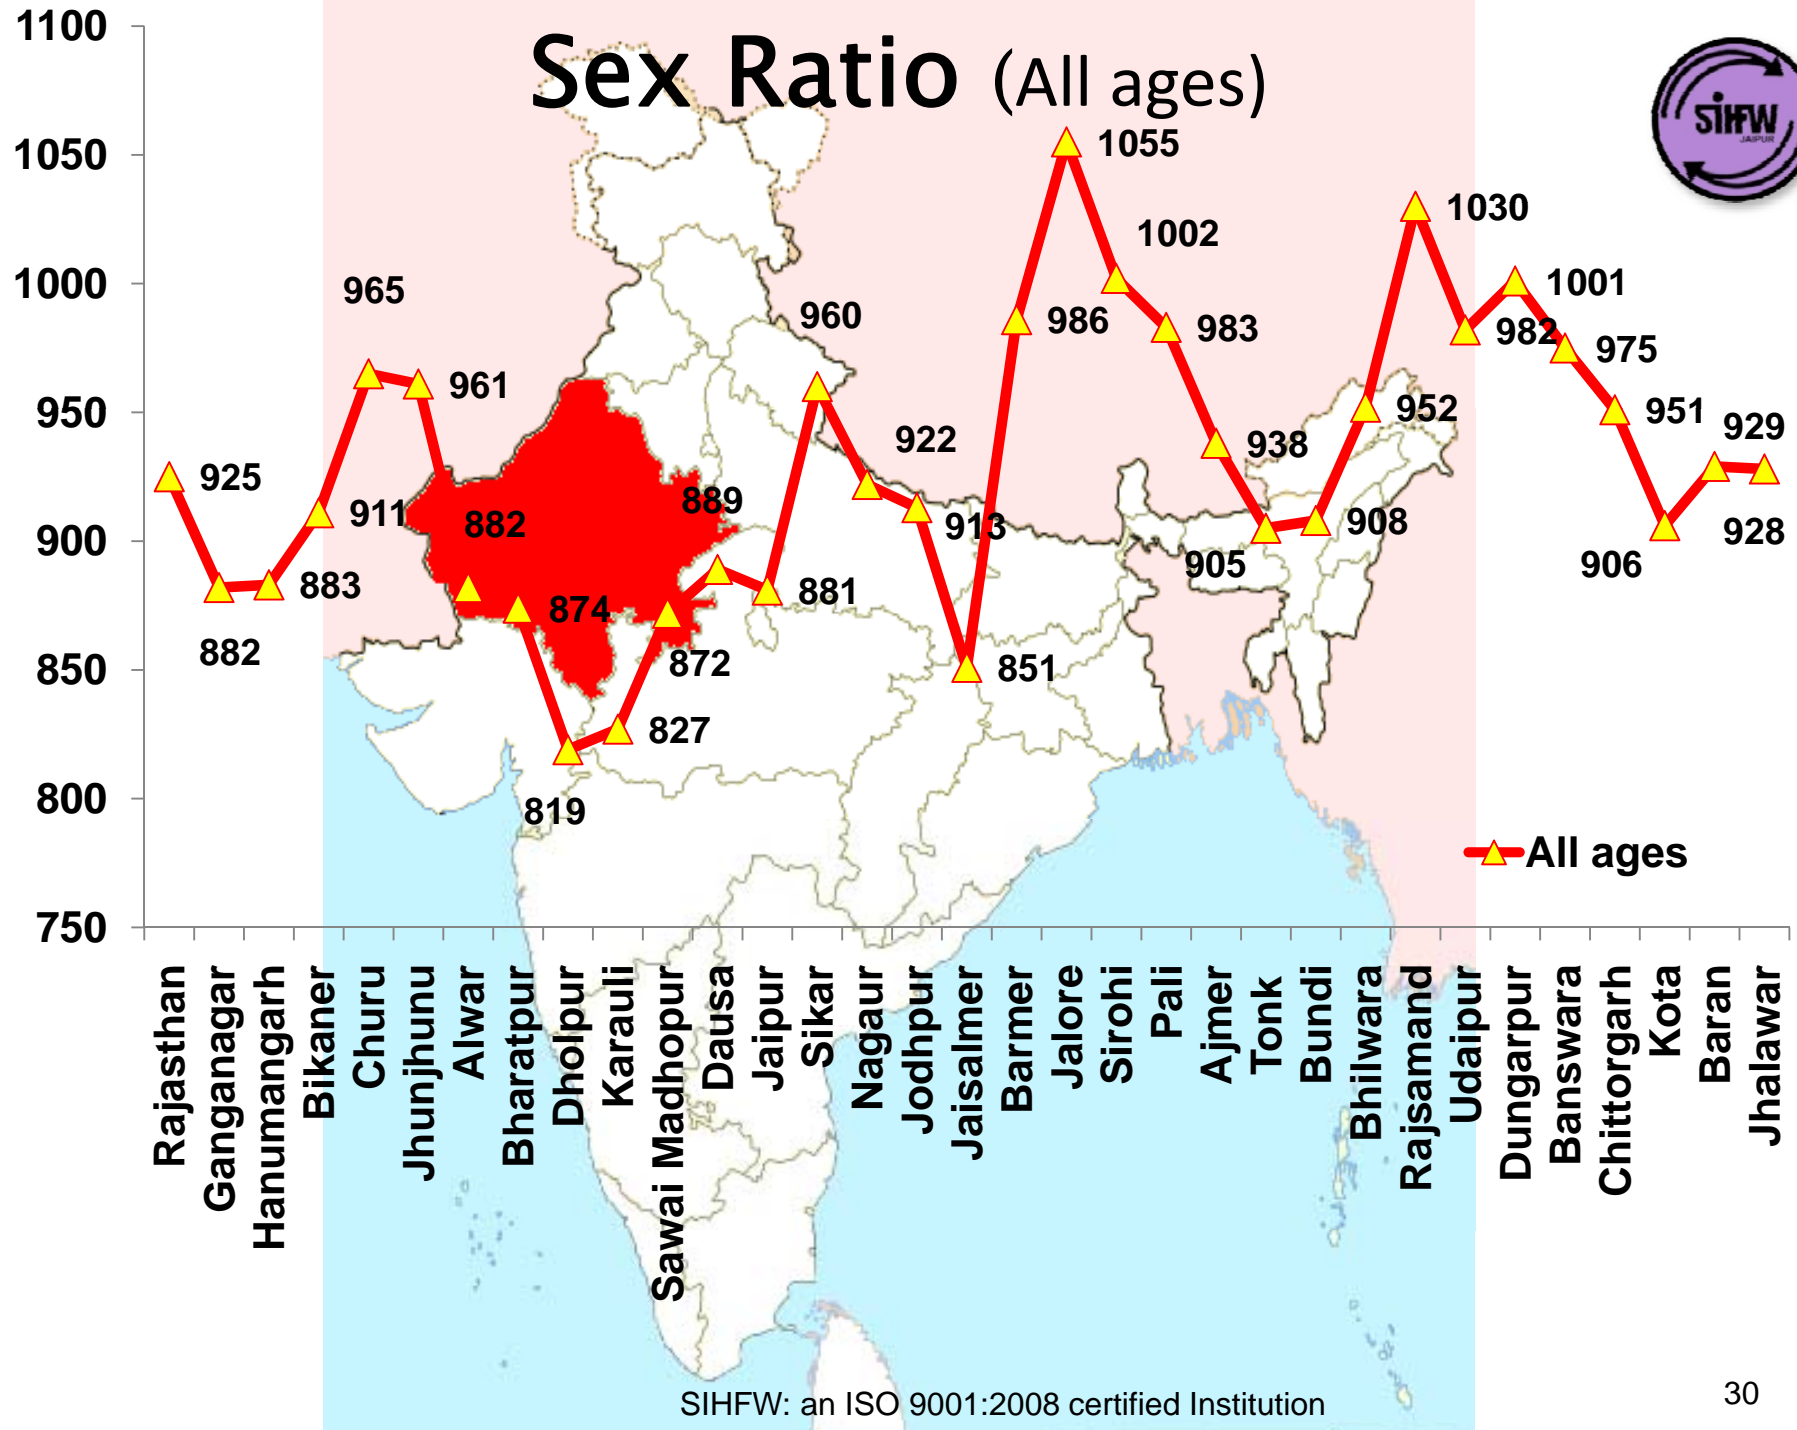 Sex Ratio (All ages)
SIHFW
JAIPUR
1100
1050
1000
950
900
850
800
750
925
882
883
911
965
961
882
874
819
827
872
889
881
960
922
913
851
986
1055
1002
983
938
905
908
952
1030
982
1001
975
951
906
929
928
All ages
Rajasthan
Ganganagar
Hanumangarh
Bikaner
Churu
Jhunjhunu
Alwar
Bharatpur
Dholpur
Karauli
Sawai Madhopur
Dausa
Jaipur
Sikar
Nagaur
Jodhpur
Jaisalmer
Barmer
Jalore
Sirohi
Pali
Ajmer
Tonk
Bundi
Bhilwara
Rajsamand
Udaipur
Dungarpur
Banswara
Chittorgarh
Kota
Baran
Jhalawar
SIHFW: an ISO 9001:2008 certified Institution
30